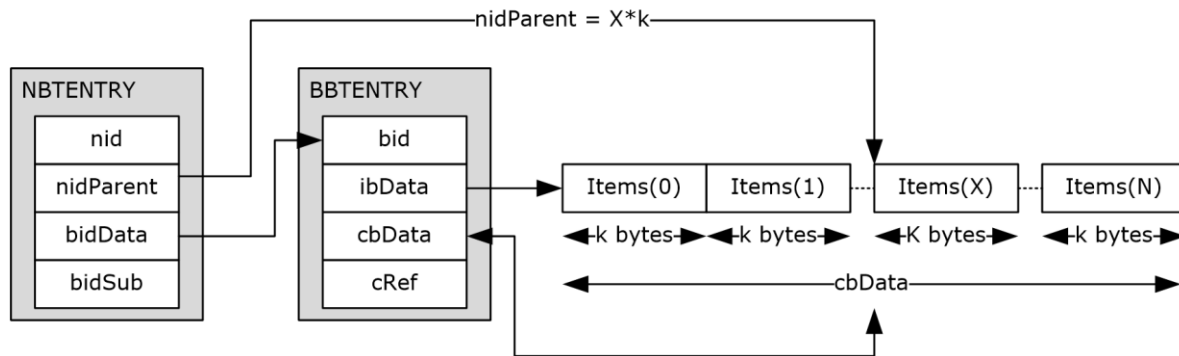 nidParent = X*k
NBTENTRY
nid
nidParent
bidData
bidSub
BBTENTRY
bid
ibData
cbData
cRef
Items(0)
Items(1)
Items(X)
Items(N)
k bytes
k bytes
K bytes
k bytes
cbData